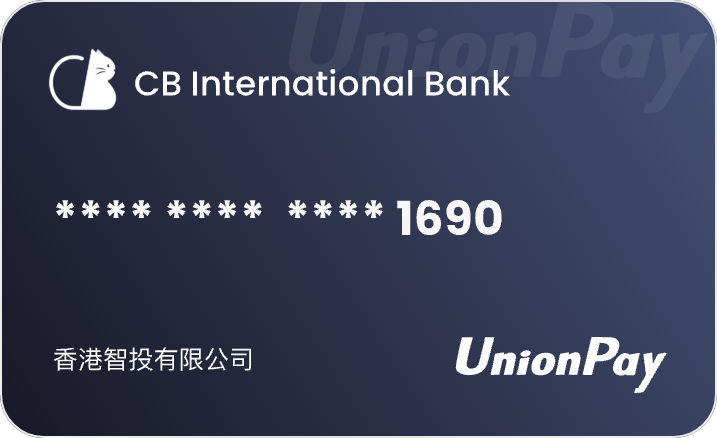 UnionPay
CB International Bank
**** **** **** 1690
香港智投有限公司
UnionPay